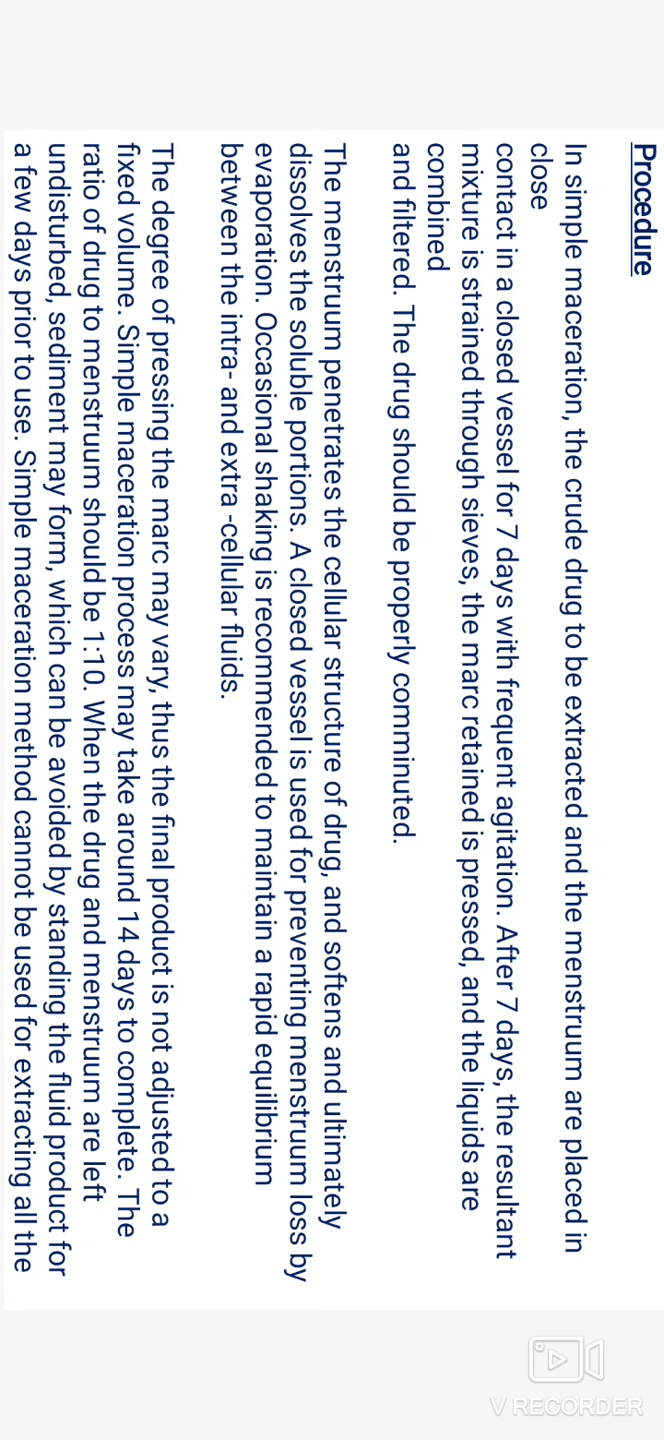 Procedure
In simple maceration, the crude drug to be extracted and the menstruum are placed in
close
contact in a closed vessel for 7 days with frequent agitation. After 7 days, the resultant
mixture is strained through sieves, the marc retained is pressed, and the liquids are
combined
and filtered. The drug should be properly comminuted.
The menstruum penetrates the cellular structure of drug, and softens and ultimately
dissolves the soluble portions. A closed vessel is used for preventing menstruum loss by
evaporation. Occasional shaking is recommended to maintain a rapid equilibrium
between the intra- and extra -cellular fluids.
The degree of pressing the marc may vary, thus the final product is not adjusted to a
fixed volume. Simple maceration process may take around 14 days to complete. The
ratio of drug to menstruum should be 1:10. When the drug and menstruum are left
undisturbed, sediment may form, which can be avoided by standing the fluid product for
a few days prior to use. Simple maceration method cannot be used for extracting all the
V RECORDER